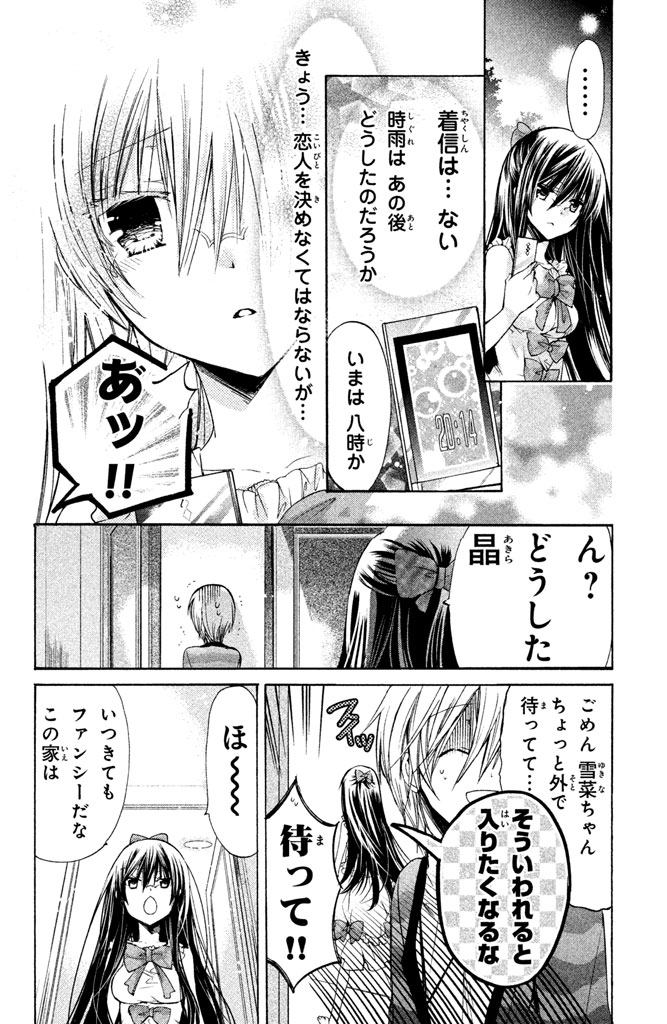 ‥‥‥
着信は…ない
時雨は あの後
どうしたのだろうか
いまは 八時か
20:14
きょう…恋人を決めなくてはならないが…
あ゛ッ!!
ん?
どうした
晶
ごめん 雪菜ちゃん
ちょっと外で
待ってて…
そういわれると
入りたくなるな
待って!!
ほ〜〜〜
いつきても
ファンシーだな
この家は